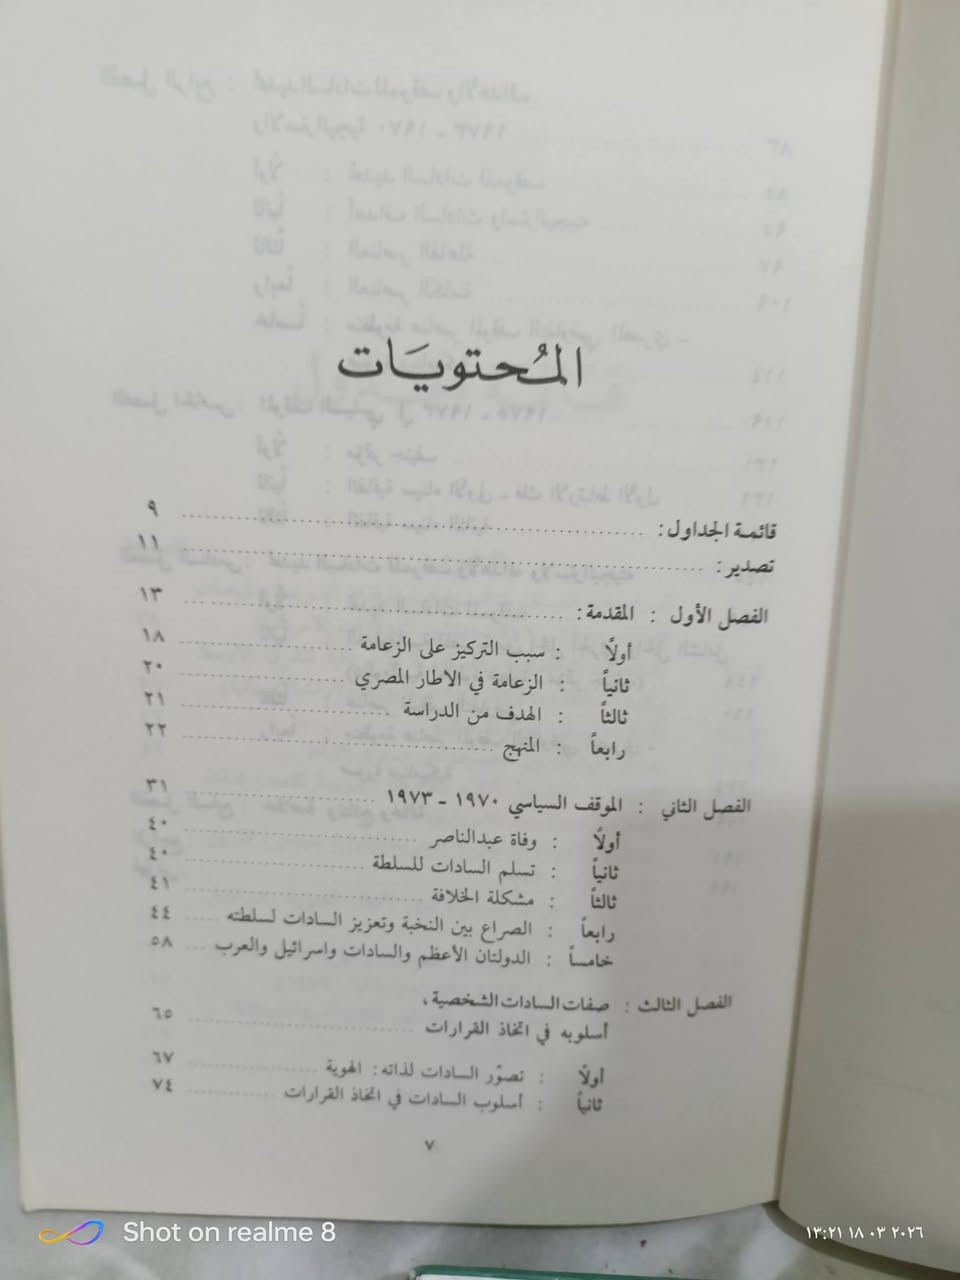 المُحتويَات
قائمة الجداول: ٩
تصدير: ١١
الفصل الأول : المقدمة: ١٣
أولاً : سبب التركيز على الزعامة ١٨
ثانياً : الزعامة في الاطار المصري ٢٠
ثالثاً : الهدف من الدراسة ٢١
رابعاً : المنهج ٢٢
الفصل الثاني : الموقف السياسي ١٩٧٠ - ١٩٧٣ ٣١
أولاً : وفاة عبدالناصر ٤٠
ثانياً : تسلم السادات للسلطة ٤٠
ثالثاً : مشكلة الخلافة ٤١
رابعاً : الصراع بين النخبة وتعزيز السادات لسلطته ٤٤
خامساً : الدولتان الأعظم والسادات واسرائيل والعرب ٥٨
الفصل الثالث : صفات السادات الشخصية،
أسلوبه في اتخاذ القرارات ٦٥
أولاً : تصوّر السادات لذاته: الهوية ٦٧
ثانياً : أسلوب السادات في اتخاذ القرارات ٧٤
٧
Shot on realme 8
٢٠٢٦ ٠٣ ١٨ ١٣:٢١